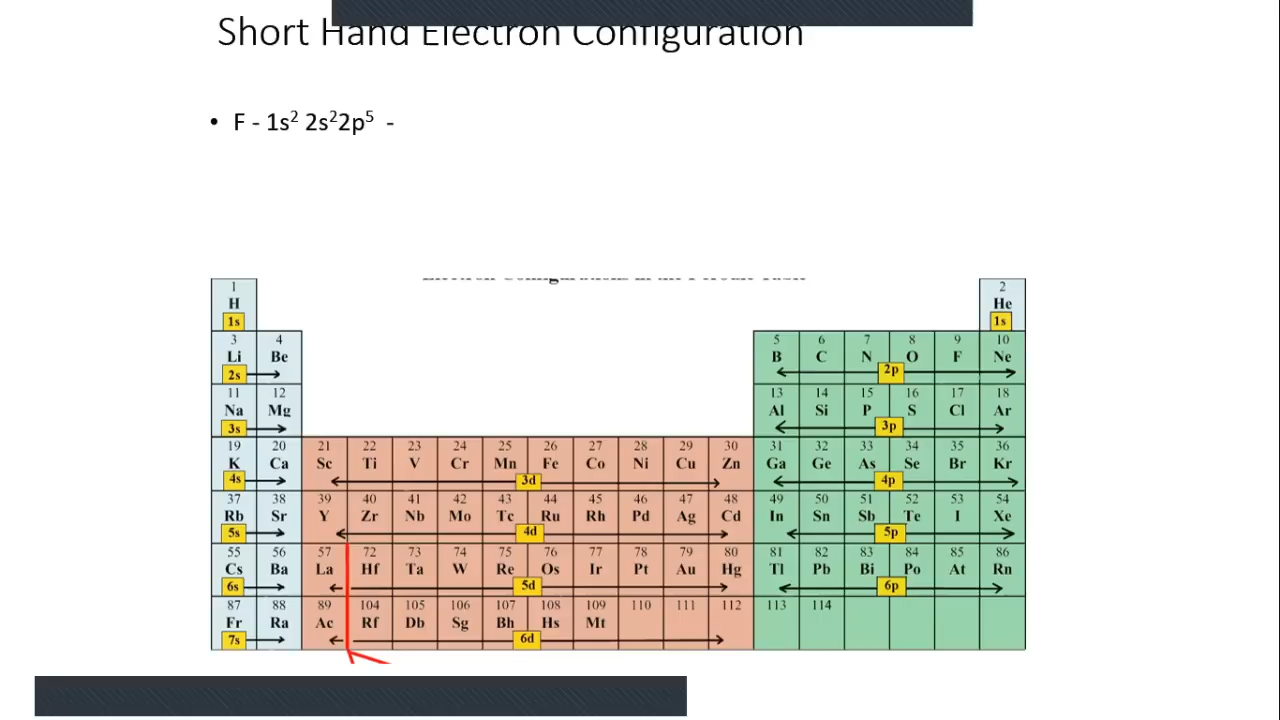 Short Hand Electron Configuration
• F - 1s² 2s²2p⁵ -
Electron Configurations in the Periodic Table
1 2
H He
1s 1s
3 4 5 6 7 8 9 10
Li Be B C N O F Ne
2s 2p
11 12 13 14 15 16 17 18
Na Mg Al Si P S Cl Ar
3s 3p
19 20 21 22 23 24 25 26 27 28 29 30 31 32 33 34 35 36
K Ca Sc Ti V Cr Mn Fe Co Ni Cu Zn Ga Ge As Se Br Kr
4s 3d 4p
37 38 39 40 41 42 43 44 45 46 47 48 49 50 51 52 53 54
Rb Sr Y Zr Nb Mo Tc Ru Rh Pd Ag Cd In Sn Sb Te I Xe
5s 4d 5p
55 56 57 72 73 74 75 76 77 78 79 80 81 82 83 84 85 86
Cs Ba La Hf Ta W Re Os Ir Pt Au Hg Tl Pb Bi Po At Rn
6s 5d 6p
87 88 89 104 105 106 107 108 109 110 111 112 113 114
Fr Ra Ac Rf Db Sg Bh Hs Mt
7s 6d